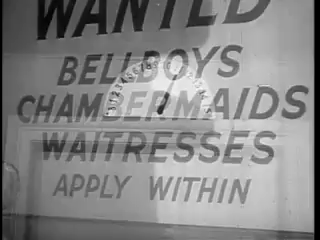 WANTED
BELLBOYS
CHAMBERMAIDS
WAITRESSES
APPLY WITHIN